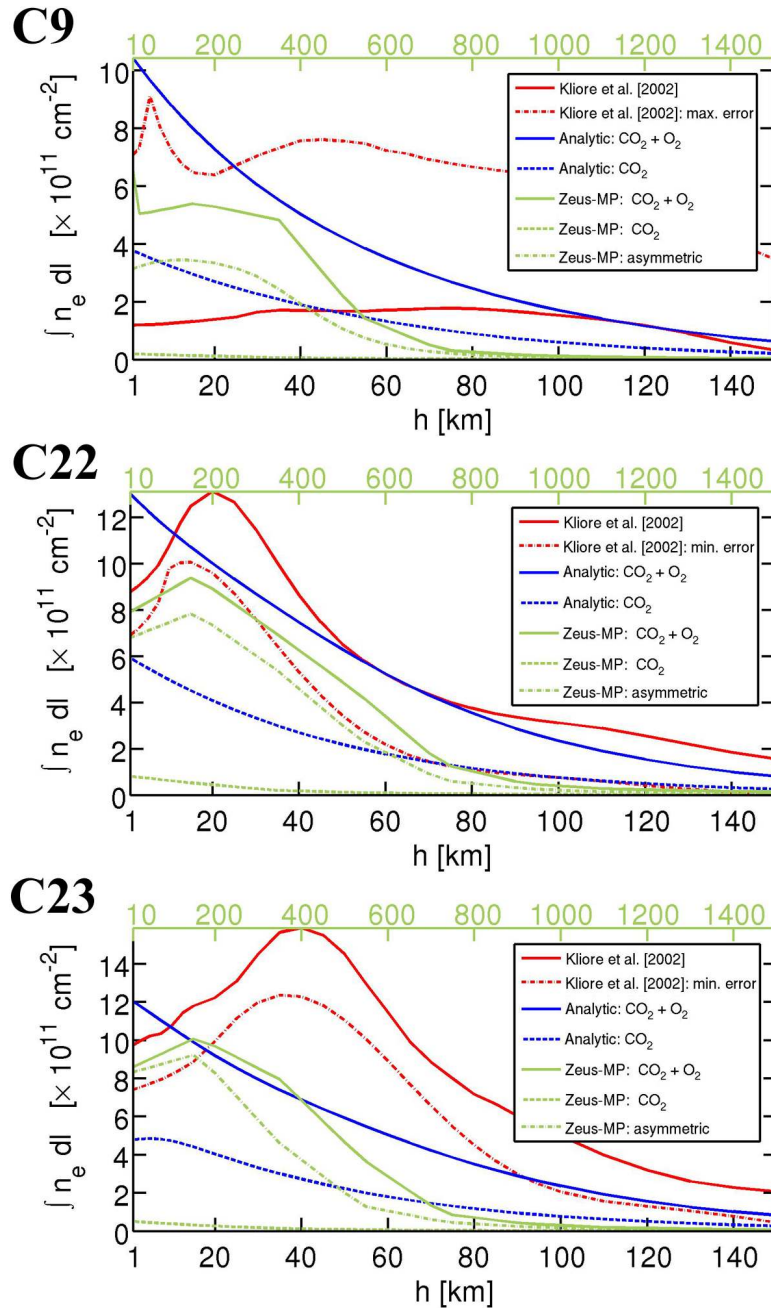 C9
10 200 400 600 800 1000 1200 1400
∫ n_e dl [× 10^11 cm^-2]
10
8
6
4
2
0
Kliore et al. [2002]
Kliore et al. [2002]: max. error
Analytic: CO2 + O2
Analytic: CO2
Zeus-MP: CO2 + O2
Zeus-MP: CO2
Zeus-MP: asymmetric
1 20 40 60 80 100 120 140
h [km]
C22
10 200 400 600 800 1000 1200 1400
∫ n_e dl [× 10^11 cm^-2]
12
10
8
6
4
2
0
Kliore et al. [2002]
Kliore et al. [2002]: min. error
Analytic: CO2 + O2
Analytic: CO2
Zeus-MP: CO2 + O2
Zeus-MP: CO2
Zeus-MP: asymmetric
1 20 40 60 80 100 120 140
h [km]
C23
10 200 400 600 800 1000 1200 1400
∫ n_e dl [× 10^11 cm^-2]
14
12
10
8
6
4
2
0
Kliore et al. [2002]
Kliore et al. [2002]: min. error
Analytic: CO2 + O2
Analytic: CO2
Zeus-MP: CO2 + O2
Zeus-MP: CO2
Zeus-MP: asymmetric
1 20 40 60 80 100 120 140
h [km]